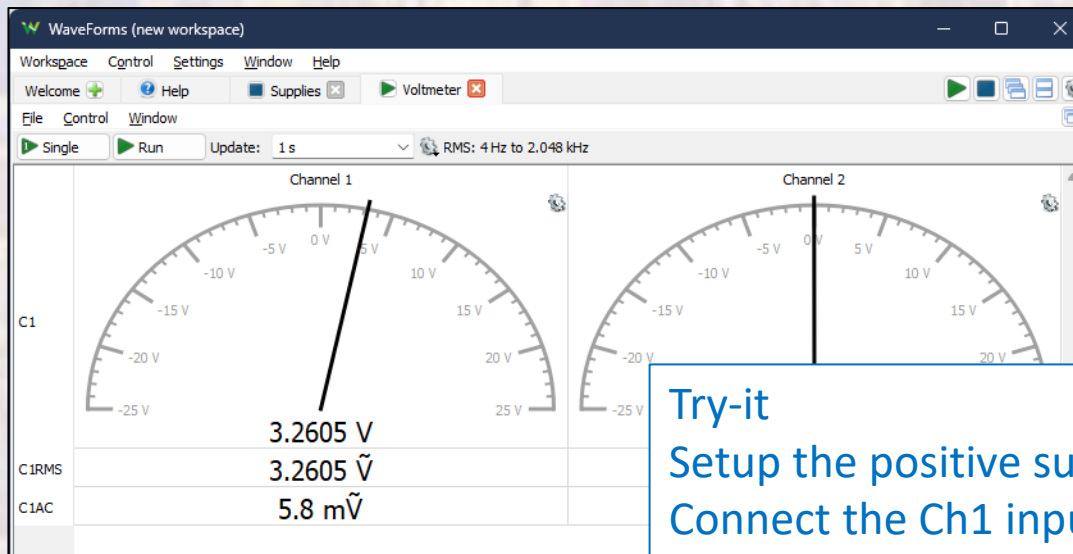 WaveForms (new workspace)
Workspace Control Settings Window Help
Welcome Help Supplies Voltmeter
File Control Window
Single Run Update: 1 s RMS: 4 Hz to 2.048 kHz
Channel 1 Channel 2
-5 V 0 V 5 V -5 V 0 V 5 V
-10 V 10 V -10 V 10 V
-15 V 15 V -15 V 15 V
C1
-20 V 20 V -20 V 20 V
-25 V 25 V -25 V
3.2605 V
C1RMS 3.2605 Ṽ
C1AC 5.8 mṼ
Try-it
Setup the positive su
Connect the Ch1 inpu